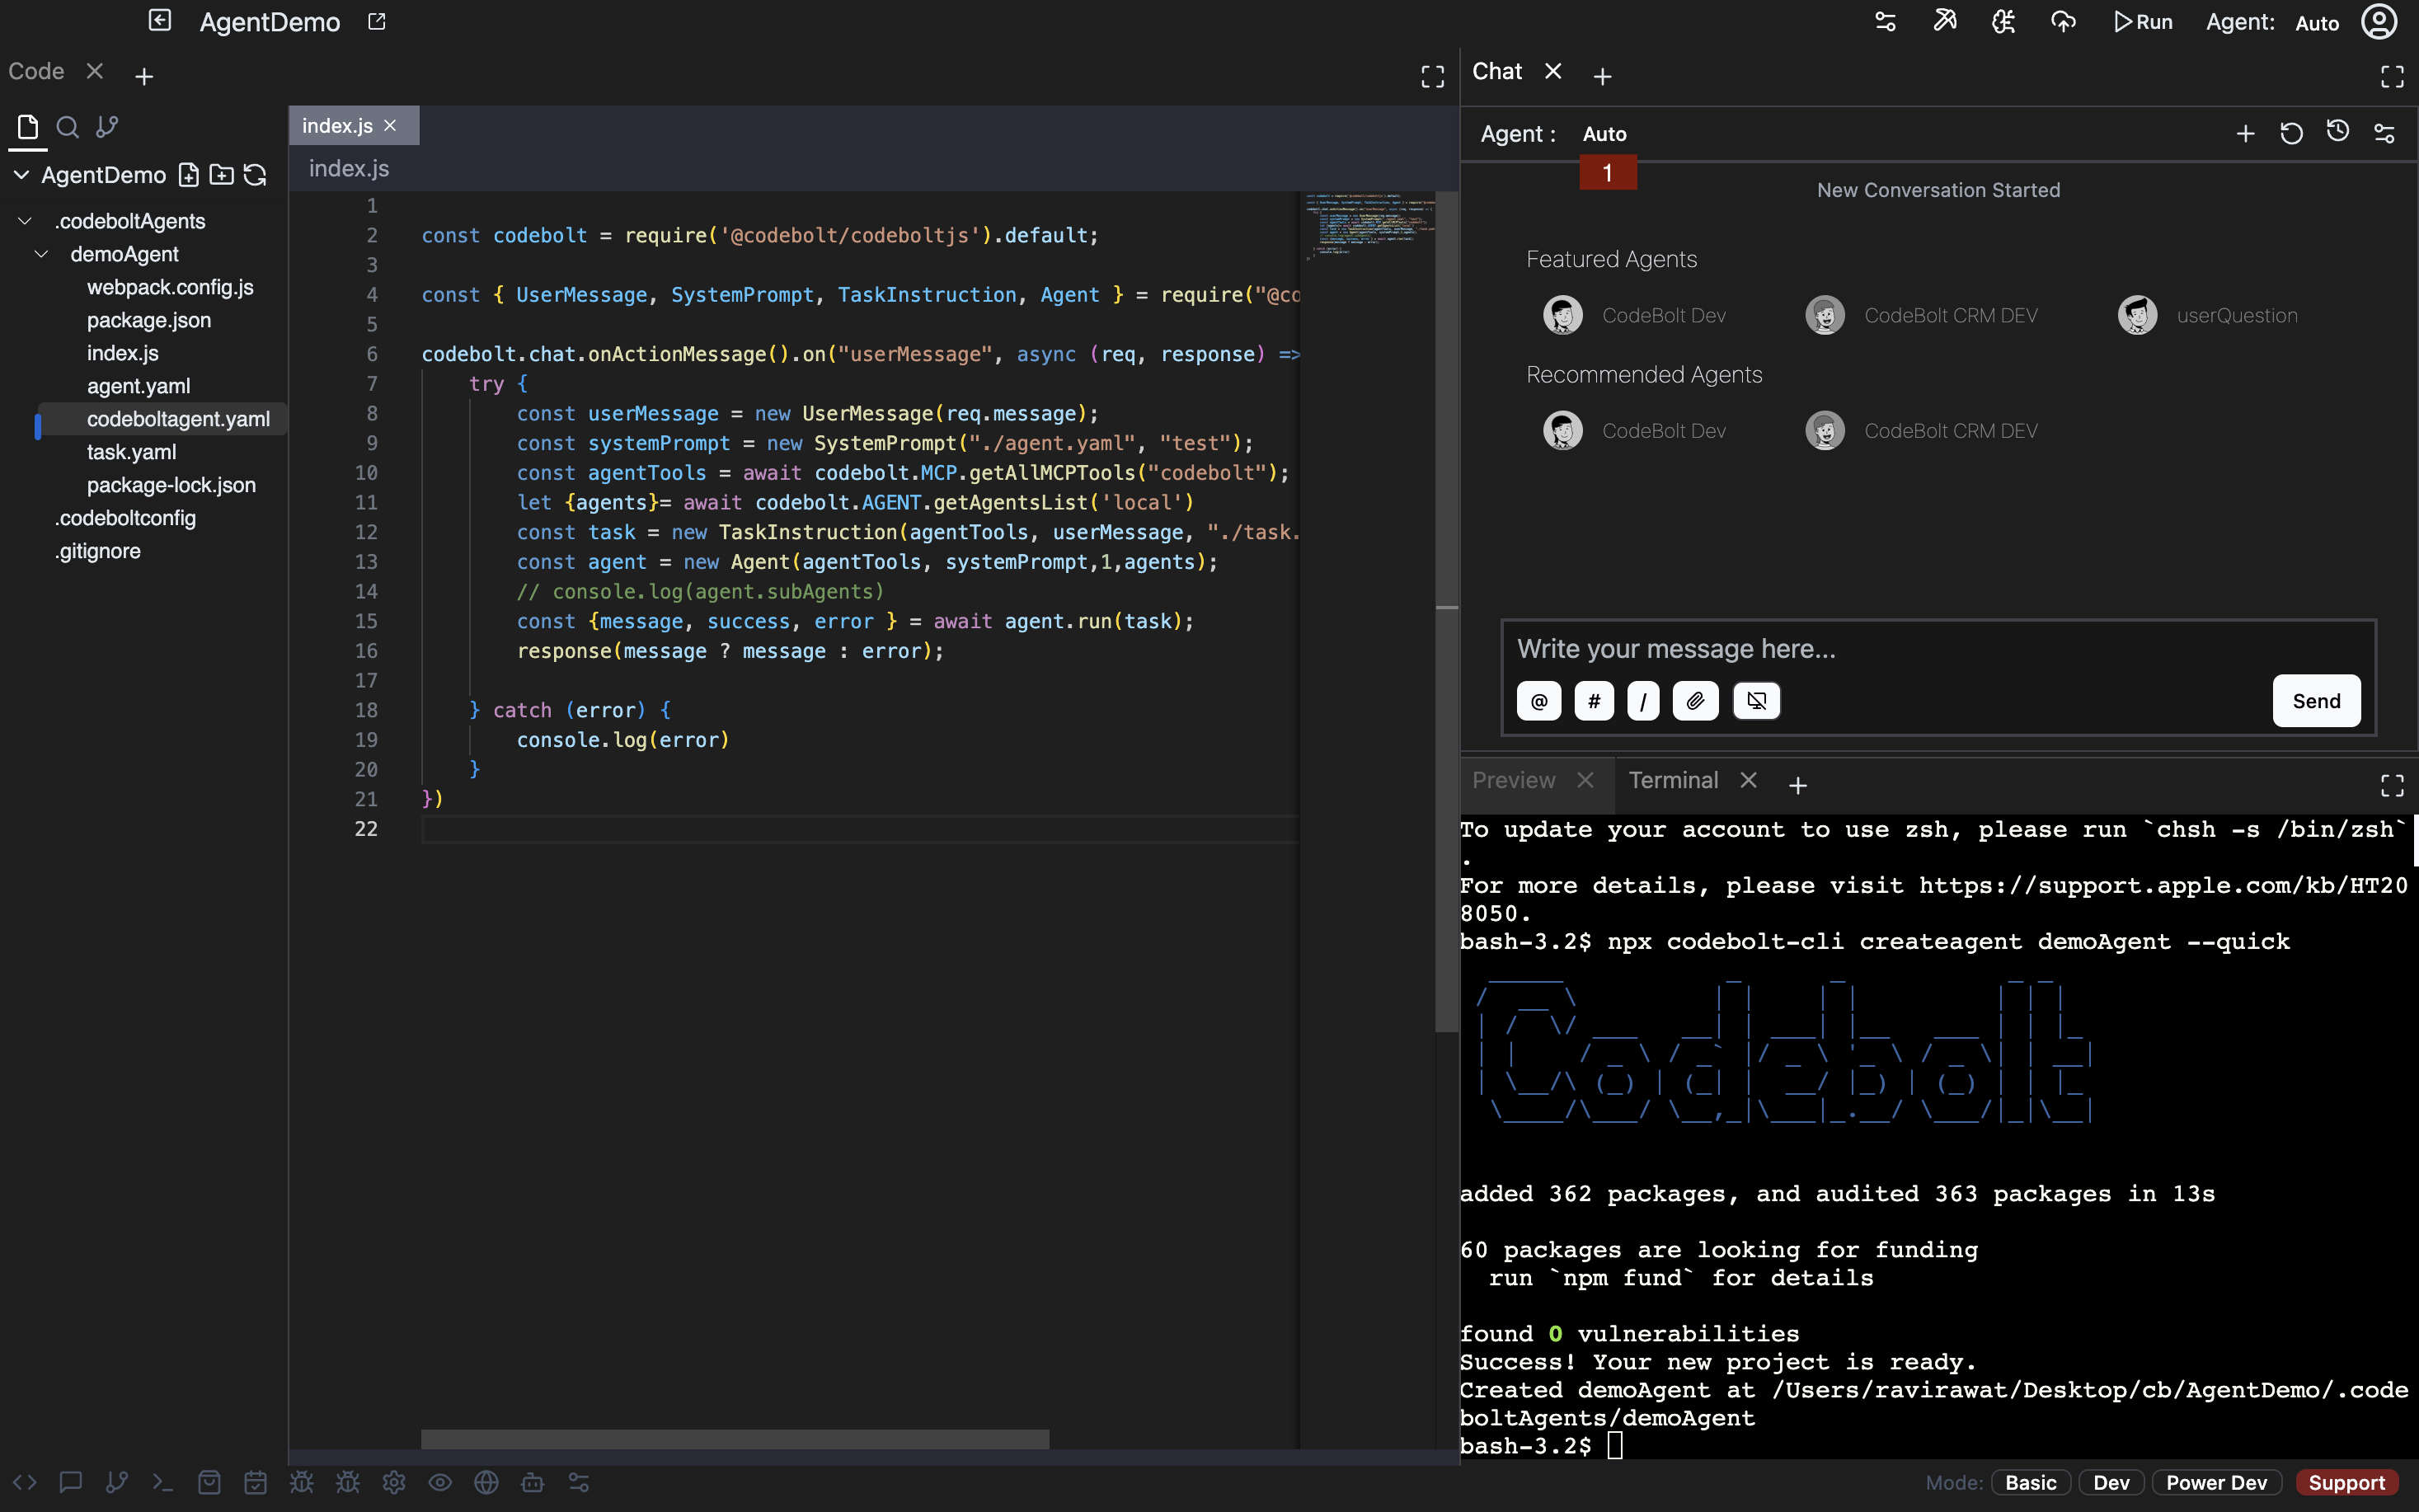 AgentDemo
Run
Agent:
Auto
Code
Chat
index.js
Agent :
Auto
1
AgentDemo
index.js
New Conversation Started
.codeboltAgents
demoAgent
webpack.config.js
package.json
index.js
agent.yaml
codeboltagent.yaml
task.yaml
package-lock.json
.codeboltconfig
.gitignore
1
2 const codebolt = require('@codebolt/codeboltjs').default;
3
4 const { UserMessage, SystemPrompt, TaskInstruction, Agent } = require("@co
5
6 codebolt.chat.onActionMessage().on("userMessage", async (req, response) =>
7 try {
8 const userMessage = new UserMessage(req.message);
9 const systemPrompt = new SystemPrompt("./agent.yaml", "test");
10 const agentTools = await codebolt.MCP.getAllMCPTools("codebolt");
11 let {agents}= await codebolt.AGENT.getAgentsList('local')
12 const task = new TaskInstruction(agentTools, userMessage, "./task.
13 const agent = new Agent(agentTools, systemPrompt,1,agents);
14 // console.log(agent.subAgents)
15 const {message, success, error } = await agent.run(task);
16 response(message ? message : error);
17
18 } catch (error) {
19 console.log(error)
20 }
21 })
22
Featured Agents
CodeBolt Dev
CodeBolt CRM DEV
userQuestion
Recommended Agents
CodeBolt Dev
CodeBolt CRM DEV
Write your message here...
@
#
/
Send
Preview
Terminal
To update your account to use zsh, please run `chsh -s /bin/zsh`
.
For more details, please visit https://support.apple.com/kb/HT20
8050.
bash-3.2$ npx codebolt-cli createagent demoAgent --quick
Codebolt
added 362 packages, and audited 363 packages in 13s
60 packages are looking for funding
run `npm fund` for details
found 0 vulnerabilities
Success! Your new project is ready.
Created demoAgent at /Users/ravirawat/Desktop/cb/AgentDemo/.code
boltAgents/demoAgent
bash-3.2$
Mode:
Basic
Dev
Power Dev
Support